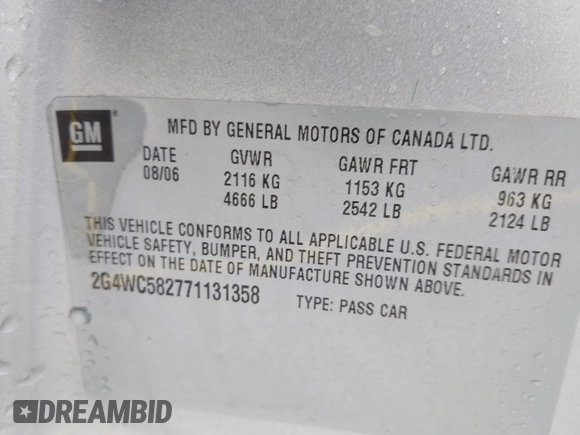 GM
MFD BY GENERAL MOTORS OF CANADA LTD.
DATE GVWR GAWR FRT GAWR RR
08/06 2116 KG 1153 KG 963 KG
4666 LB 2542 LB 2124 LB
THIS VEHICLE CONFORMS TO ALL APPLICABLE U.S. FEDERAL MOTOR
VEHICLE SAFETY, BUMPER, AND THEFT PREVENTION STANDARDS IN
EFFECT ON THE DATE OF MANUFACTURE SHOWN ABOVE.
2G4WC582771131358 TYPE: PASS CAR
DREAMBID